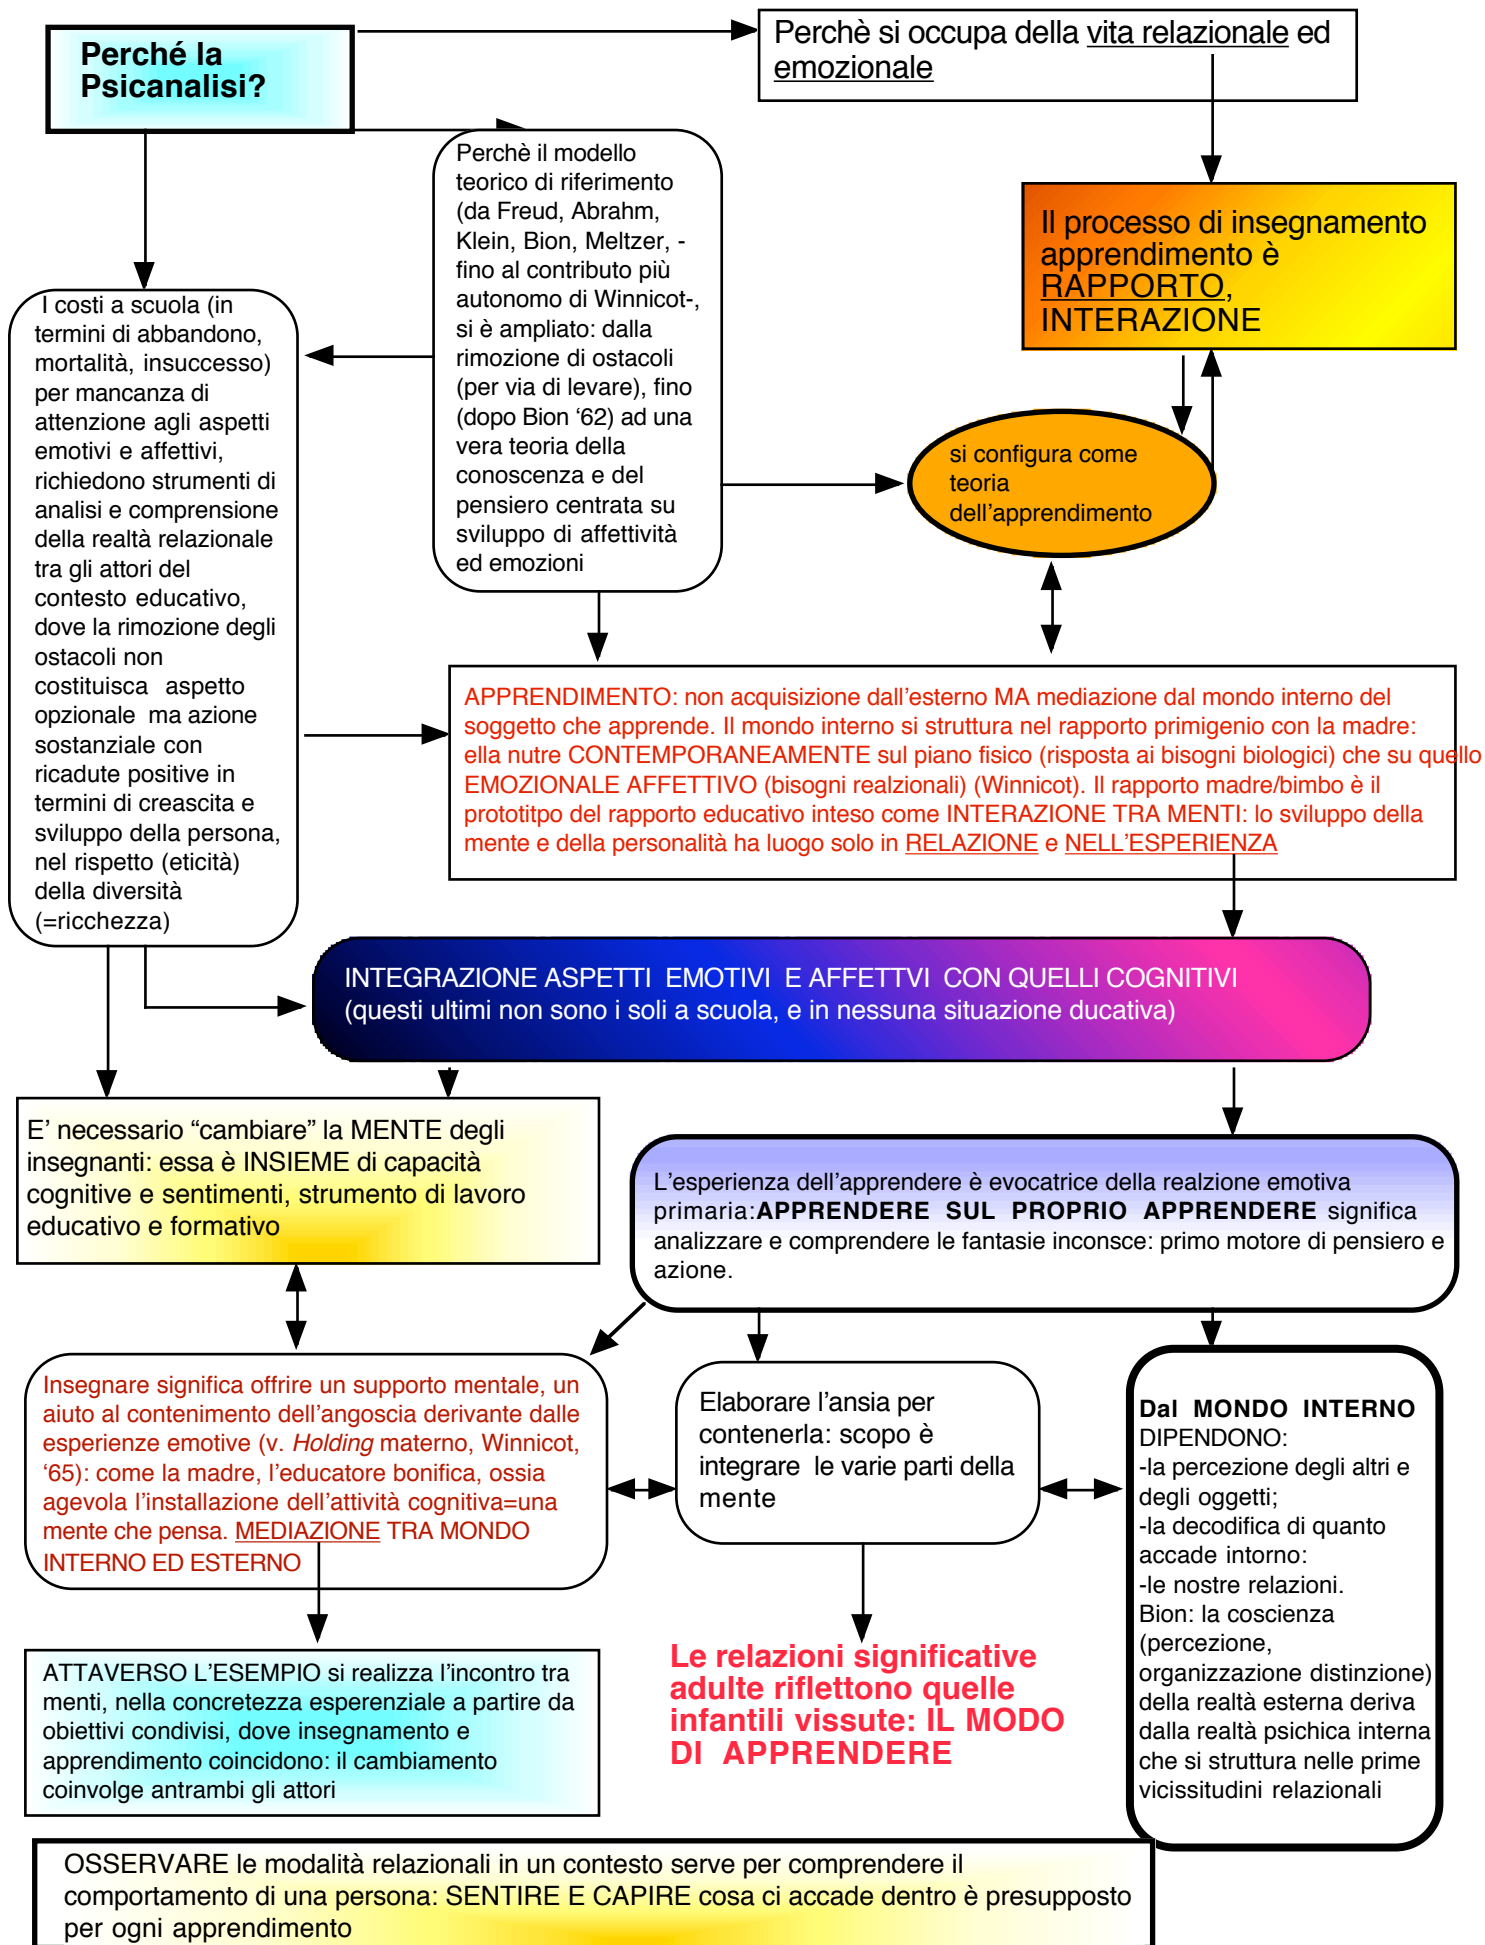 Perché la
Psicanalisi?
Perchè si occupa della vita relazionale ed
emozionale
Perchè il modello
teorico di riferimento
(da Freud, Abrahm,
Klein, Bion, Meltzer, -
fino al contributo più
autonomo di Winnicot-,
si è ampliato: dalla
rimozione di ostacoli
(per via di levare), fino
(dopo Bion ‘62) ad una
vera teoria della
conoscenza e del
pensiero centrata su
sviluppo di affettività
ed emozioni
Il processo di insegnamento
apprendimento è
RAPPORTO,
INTERAZIONE
I costi a scuola (in
termini di abbandono,
mortalità, insuccesso)
per mancanza di
attenzione agli aspetti
emotivi e affettivi,
richiedono strumenti di
analisi e comprensione
della realtà relazionale
tra gli attori del
contesto educativo,
dove la rimozione degli
ostacoli non
costituisca aspetto
opzionale ma azione
sostanziale con
ricadute positive in
termini di creascita e
sviluppo della persona,
nel rispetto (eticità)
della diversità
(=ricchezza)
si configura come
teoria
dell’apprendimento
APPRENDIMENTO: non acquisizione dall’esterno MA mediazione dal mondo interno del
soggetto che apprende. Il mondo interno si struttura nel rapporto primigenio con la madre:
ella nutre CONTEMPORANEAMENTE sul piano fisico (risposta ai bisogni biologici) che su quello
EMOZIONALE AFFETTIVO (bisogni realzionali) (Winnicot). Il rapporto madre/bimbo è il
prototitpo del rapporto educativo inteso come INTERAZIONE TRA MENTI: lo sviluppo della
mente e della personalità ha luogo solo in RELAZIONE e NELL’ESPERIENZA
INTEGRAZIONE ASPETTI EMOTIVI E AFFETTVI CON QUELLI COGNITIVI
(questi ultimi non sono i soli a scuola, e in nessuna situazione ducativa)
E’ necessario “cambiare” la MENTE degli
insegnanti: essa è INSIEME di capacità
cognitive e sentimenti, strumento di lavoro
educativo e formativo
L’esperienza dell’apprendere è evocatrice della realzione emotiva
primaria:APPRENDERE SUL PROPRIO APPRENDERE significa
analizzare e comprendere le fantasie inconsce: primo motore di pensiero e
azione.
Insegnare significa offrire un supporto mentale, un
aiuto al contenimento dell’angoscia derivante dalle
esperienze emotive (v. Holding materno, Winnicot,
‘65): come la madre, l’educatore bonifica, ossia
agevola l’installazione dell’attività cognitiva=una
mente che pensa. MEDIAZIONE TRA MONDO
INTERNO ED ESTERNO
Elaborare l’ansia per
contenerla: scopo è
integrare le varie parti della
mente
Dal MONDO INTERNO
DIPENDONO:
-la percezione degli altri e
degli oggetti;
-la decodifica di quanto
accade intorno:
-le nostre relazioni.
Bion: la coscienza
(percezione,
organizzazione distinzione)
della realtà esterna deriva
dalla realtà psichica interna
che si struttura nelle prime
vicissitudini relazionali
ATTAVERSO L’ESEMPIO si realizza l’incontro tra
menti, nella concretezza esperenziale a partire da
obiettivi condivisi, dove insegnamento e
apprendimento coincidono: il cambiamento
coinvolge antrambi gli attori
Le relazioni significative
adulte riflettono quelle
infantili vissute: IL MODO
DI APPRENDERE
OSSERVARE le modalità relazionali in un contesto serve per comprendere il
comportamento di una persona: SENTIRE E CAPIRE cosa ci accade dentro è presupposto
per ogni apprendimento